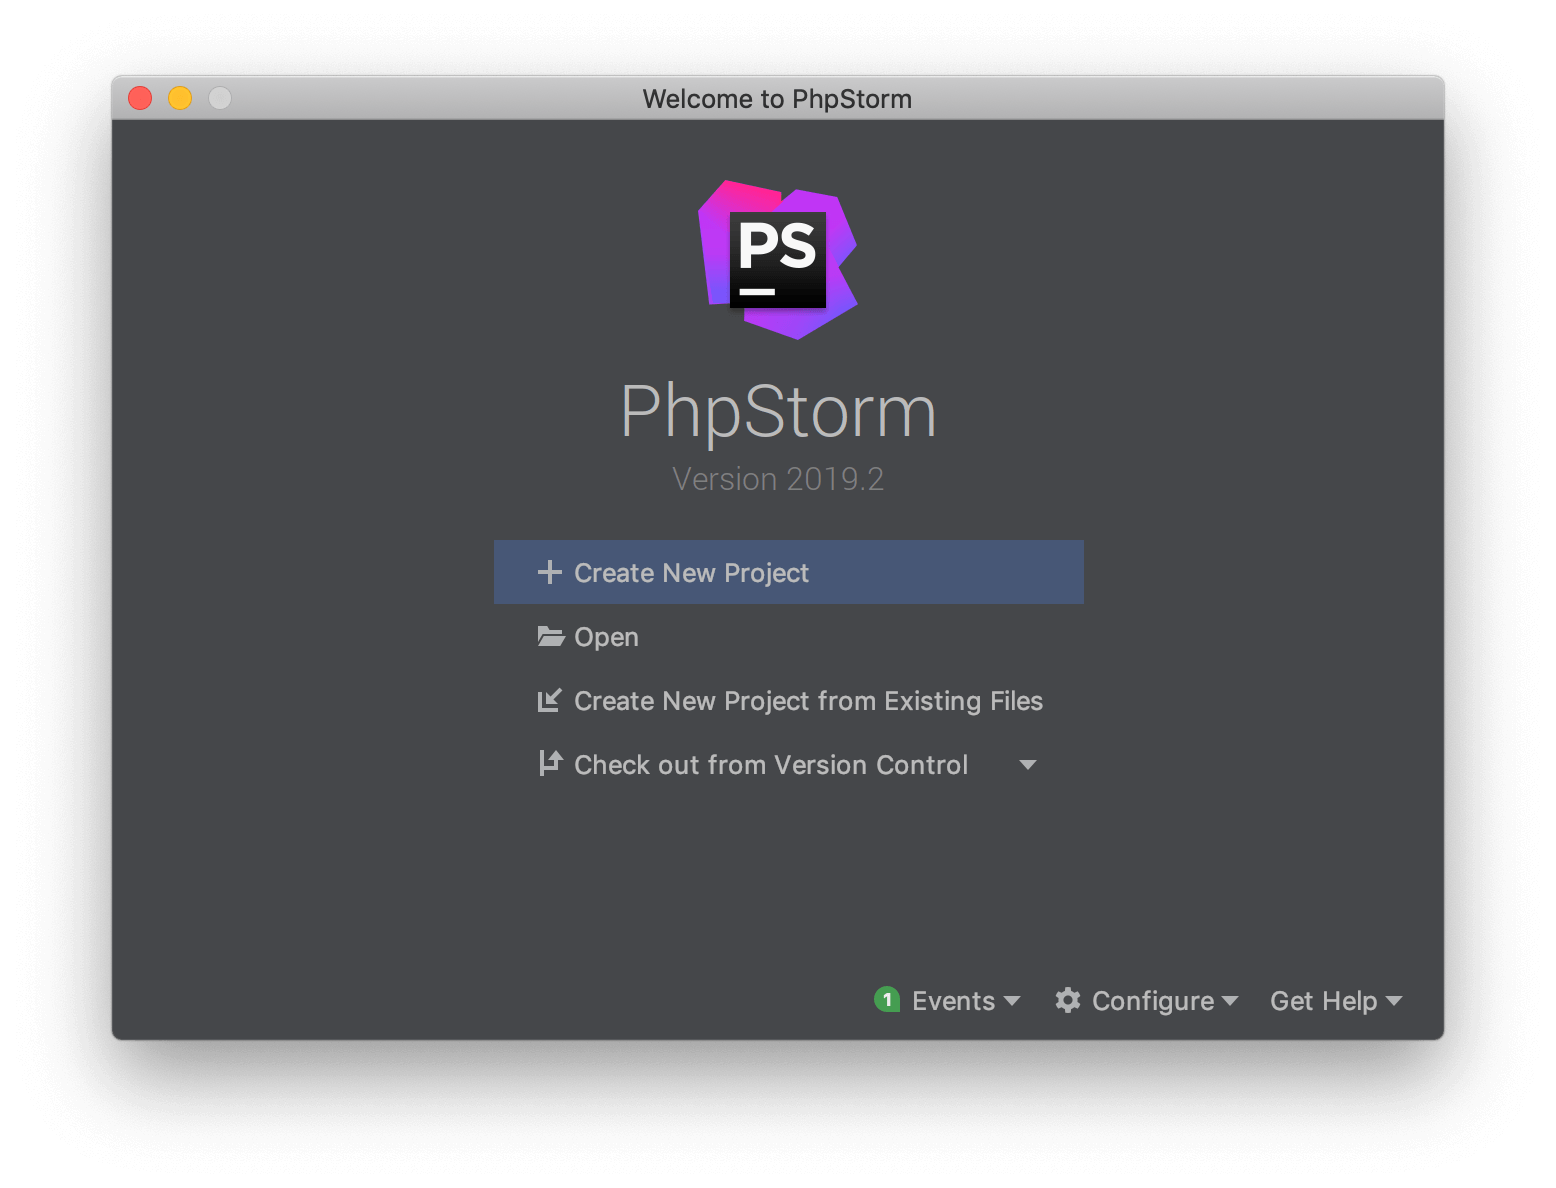 Welcome to PhpStorm
PS
PhpStorm
Version 2019.2
Create New Project
Open
Create New Project from Existing Files
Check out from Version Control
1 Events Configure Get Help